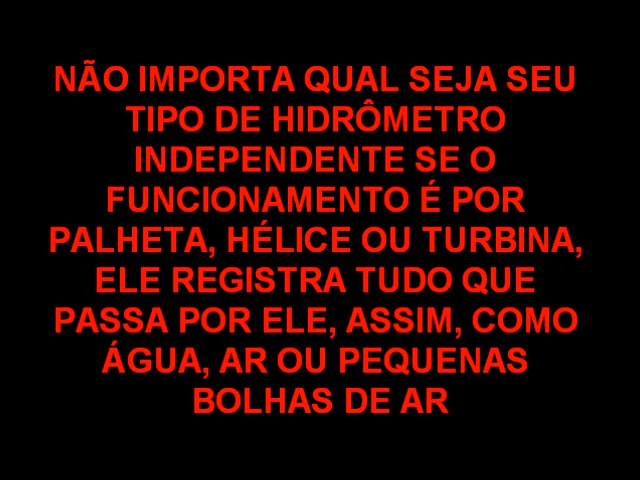 NÃO IMPORTA QUAL SEJA SEU
TIPO DE HIDRÔMETRO
INDEPENDENTE SE O
FUNCIONAMENTO É POR
PALHETA, HÉLICE OU TURBINA,
ELE REGISTRA TUDO QUE
PASSA POR ELE, ASSIM, COMO
ÁGUA, AR OU PEQUENAS
BOLHAS DE AR